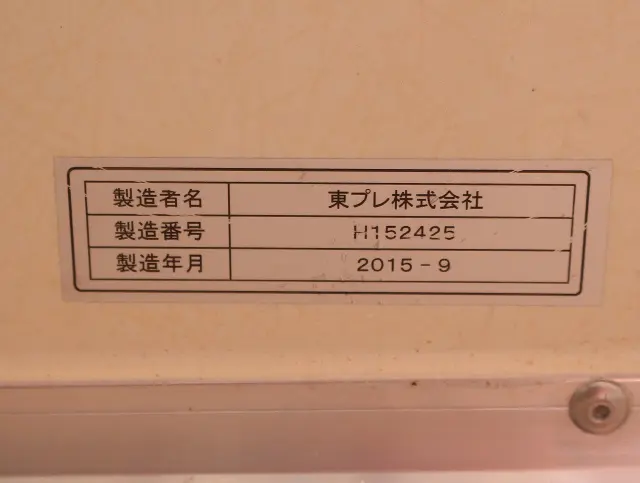 製造者名 東プレ株式会社
製造番号 H152425
製造年月 2015-9